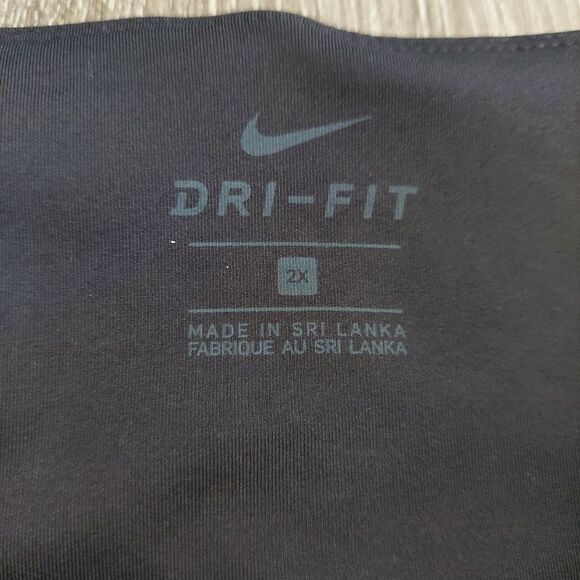 DRI-FIT
2X
MADE IN SRI LANKA
FABRIQUE AU SRI LANKA